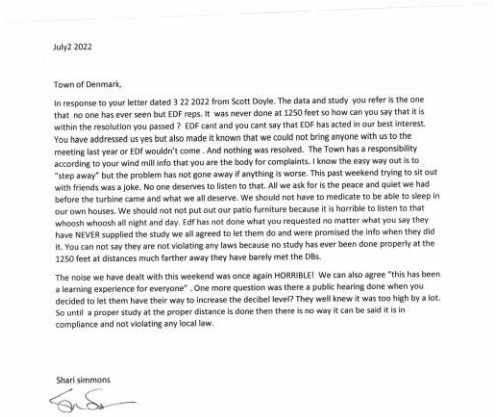 July2 2022
Town of Denmark,
In response to your letter dated 3 22 2022 from Scott Doyle. The data and study you refer is the one
that  no one has ever seen but EDF reps. It  was never done at 1250 feet so how can you say that it is
within the resolution you passed ?  EDF cant and you cant say that EDF has acted in our best interest.
You have addressed us yes but also made it known that we could not bring anyone with us to the
meeting last year or EDf wouldn't come . And nothing was resolved.  The Town has a responsibility
according to your wind mill info that you are the body for complaints. I know the easy way out is to
"step away" but the problem has not gone away if anything is worse. This past weekend trying to sit out
with friends was a joke. No one deserves to listen to that. All we ask for is the peace and quiet we had
before the turbine came and what we all deserve. We should not have to medicate to be able to sleep in
our own houses. We should not not put out our patio furniture because it is horrible to listen to that
whoosh whoosh all night and day. Edf has not done what you requested no matter what you say they
have NEVER supplied the study we all agreed to let them do and were promised the info when they did
it. You can not say they are not violating any laws because no study has ever been done properly at the
1250 feet at distances much farther away they have barely met the DBs.
The noise we have dealt with this weekend was once again HORRIBLE!  We can also agree "this has been
a learning experience for everyone" . One more question was there a public hearing done when you
decided to let them have their way to increase the decibel level? They well knew it was too high by a lot.
So until  a proper study at the proper distance is done then there is no way it can be said it is in
compliance and not violating any local law.
Shari simmons